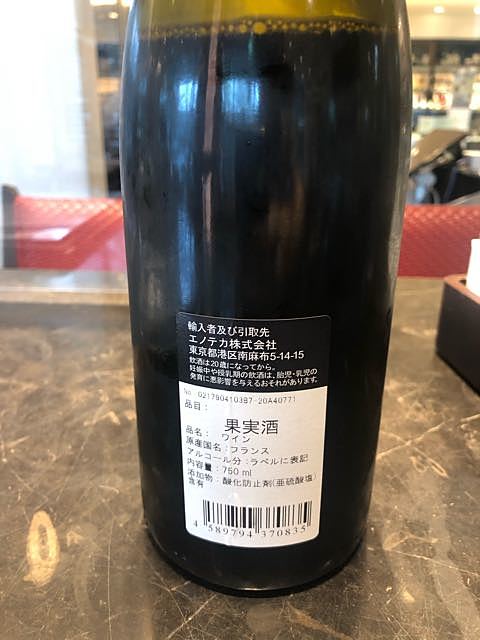 輸入者及び引取先
エノテカ株式会社
東京都港区南麻布5-14-15
飲酒は20歳になってから。
妊娠中や授乳期の飲酒は、胎児・乳児の
発育に悪影響を与えるおそれがあります。
No. 0217904103B7-20A40771
品目：
果実酒
品名： ワイン
原産国名：フランス
アルコール分：ラベルに表記
内容量：750 ml
添加物：酸化防止剤(亜硫酸塩)
含有
4 589794 370835